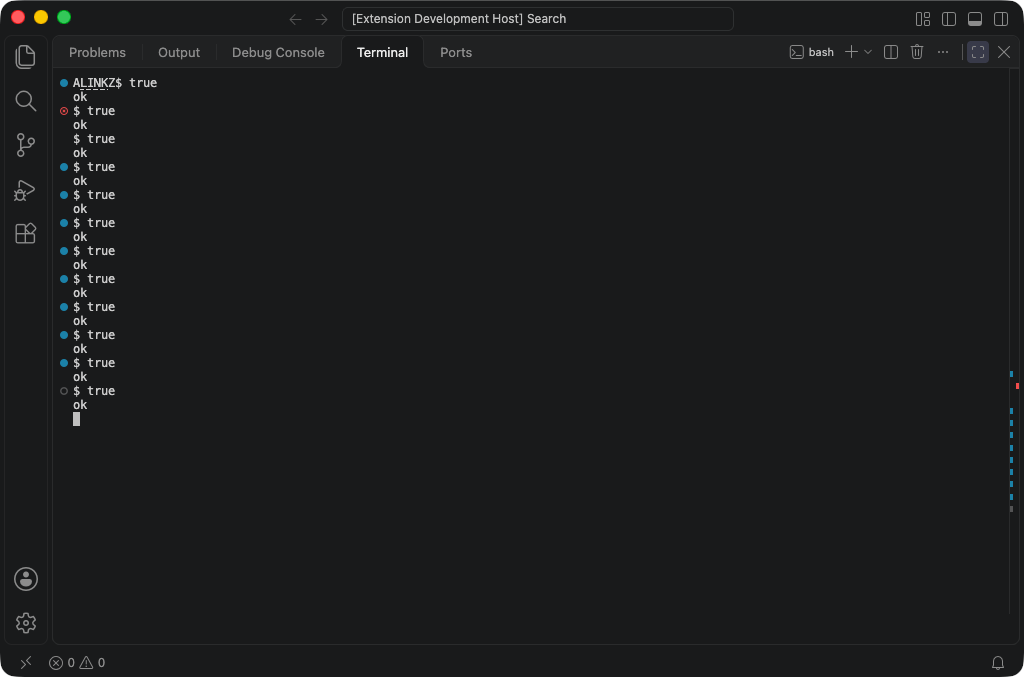 [Extension Development Host] Search
Problems Output Debug Console Terminal Ports bash
ALINKZ$ true
ok
$ true
ok
$ true
ok
$ true
ok
$ true
ok
$ true
ok
$ true
ok
$ true
ok
$ true
ok
$ true
ok
$ true
ok
$ true
ok
0 0